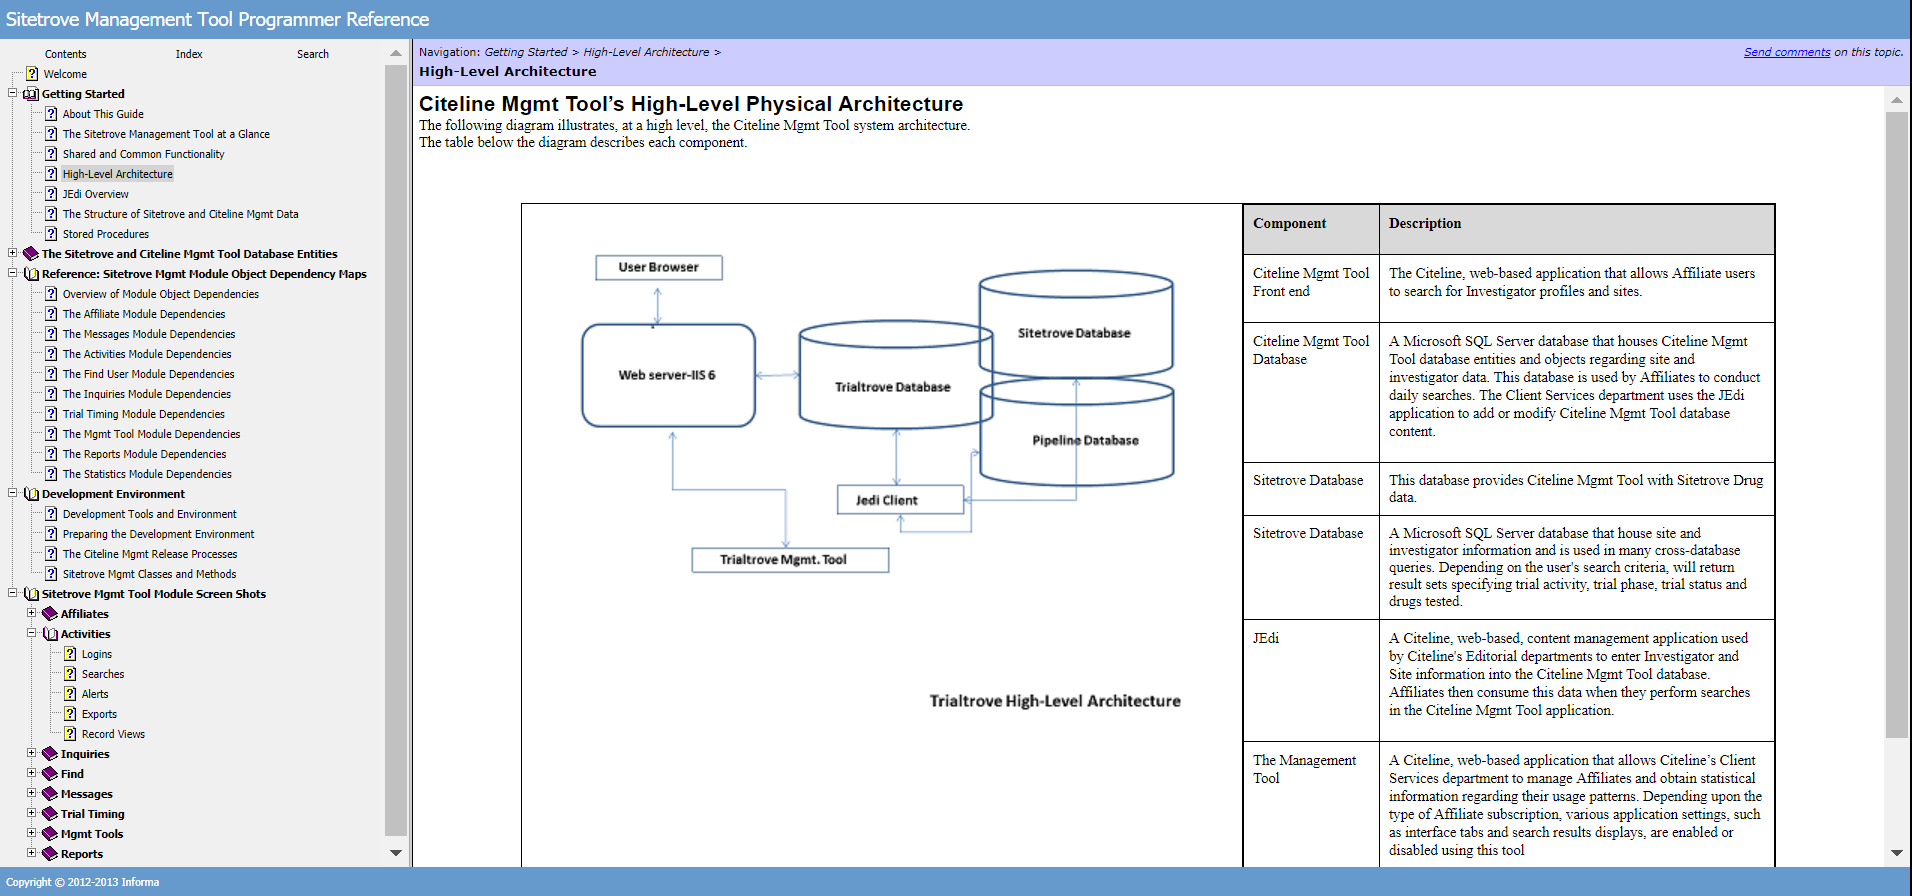 Sitetrove Management Tool Programmer Reference
Contents
Index
Search
Welcome
Getting Started
About This Guide
The Sitetrove Management Tool at a Glance
Shared and Common Functionality
High-Level Architecture
JEdi Overview
The Structure of Sitetrove and Citeline Mgmt Data
Stored Procedures
The Sitetrove and Citeline Mgmt Tool Database Entities
Reference: Sitetrove Mgmt Module Object Dependency Maps
Overview of Module Object Dependencies
The Affiliate Module Dependencies
The Messages Module Dependencies
The Activities Module Dependencies
The Find User Module Dependencies
The Inquiries Module Dependencies
Trial Timing Module Dependencies
The Mgmt Tool Module Dependencies
The Reports Module Dependencies
The Statistics Module Dependencies
Development Environment
Development Tools and Environment
Preparing the Development Environment
The Citeline Mgmt Release Processes
Sitetrove Mgmt Classes and Methods
Sitetrove Mgmt Tool Module Screen Shots
Affiliates
Activities
Logins
Searches
Alerts
Exports
Record Views
Inquiries
Find
Messages
Trial Timing
Mgmt Tools
Reports
Navigation: Getting Started > High-Level Architecture >
Send comments on this topic.
High-Level Architecture
Citeline Mgmt Tool’s High-Level Physical Architecture
The following diagram illustrates, at a high level, the Citeline Mgmt Tool system architecture.
The table below the diagram describes each component.
User Browser
Web server-IIS 6
Trialtrove Database
Sitetrove Database
Pipeline Database
Jedi Client
Trialtrove Mgmt. Tool
Trialtrove High-Level Architecture
Component
Description
Citeline Mgmt Tool
Front end
The Citeline, web-based application that allows Affiliate users
to search for Investigator profiles and sites.
Citeline Mgmt Tool
Database
A Microsoft SQL Server database that houses Citeline Mgmt
Tool database entities and objects regarding site and
investigator data. This database is used by Affiliates to conduct
daily searches. The Client Services department uses the JEdi
application to add or modify Citeline Mgmt Tool database
content.
Sitetrove Database
This database provides Citeline Mgmt Tool with Sitetrove Drug
data.
Sitetrove Database
A Microsoft SQL Server database that house site and
investigator information and is used in many cross-database
queries. Depending on the user's search criteria, will return
result sets specifying trial activity, trial phase, trial status and
drugs tested.
JEdi
A Citeline, web-based, content management application used
by Citeline's Editorial departments to enter Investigator and
Site information into the Citeline Mgmt Tool database.
Affiliates then consume this data when they perform searches
in the Citeline Mgmt Tool application.
The Management
Tool
A Citeline, web-based application that allows Citeline’s Client
Services department to manage Affiliates and obtain statistical
information regarding their usage patterns. Depending upon the
type of Affiliate subscription, various application settings, such
as interface tabs and search results displays, are enabled or
disabled using this tool
Copyright © 2012-2013 Informa